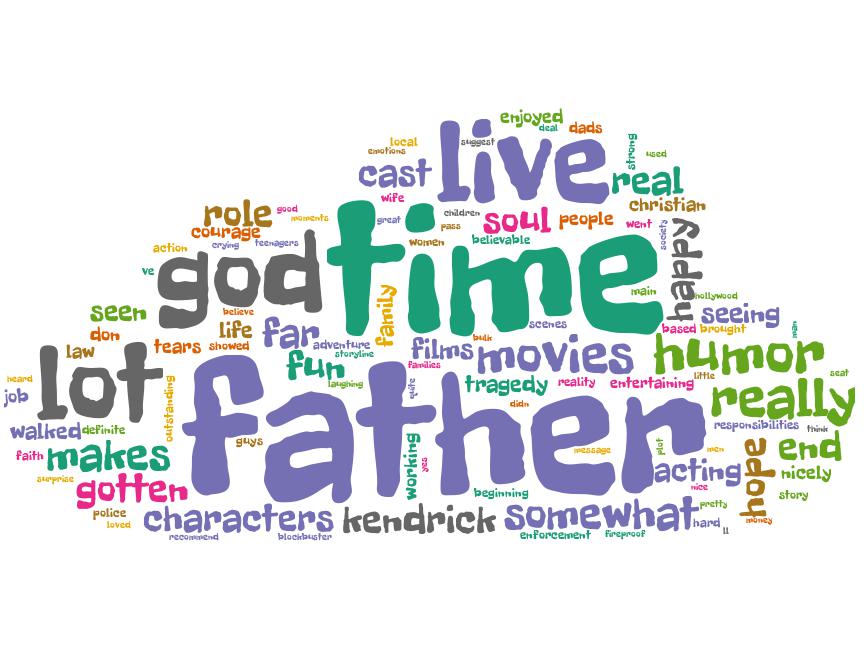 enjoyed
deal
dads
suggest
live
local
emotions
strong
used
cast
real
wife
christian
role
good
moments
great
children
soul
people
went
courage
pass
crying
teenagers
women
believable
society
happy
action
god
time
ve
main
hollywood
seen
believe
family
scenes
seeing
don
life
far
adventure
based
brought
man
law
tears
showed
storyline
films
bulk
movies
humor
fun
families
lot
heard
job
laughing
quite
tragedy
reality
entertaining
little
seat
outstanding
father
didn
really
walked
definite
guys
responsibilities
think
faith
makes
working
yes
message
plot
men
end
surprise
gotten
acting
hope
nicely
nice
beginning
story
police
loved
characters
kendrick
somewhat
pretty
hard
money
ll
recommend
blockbuster
enforcement
fireproof